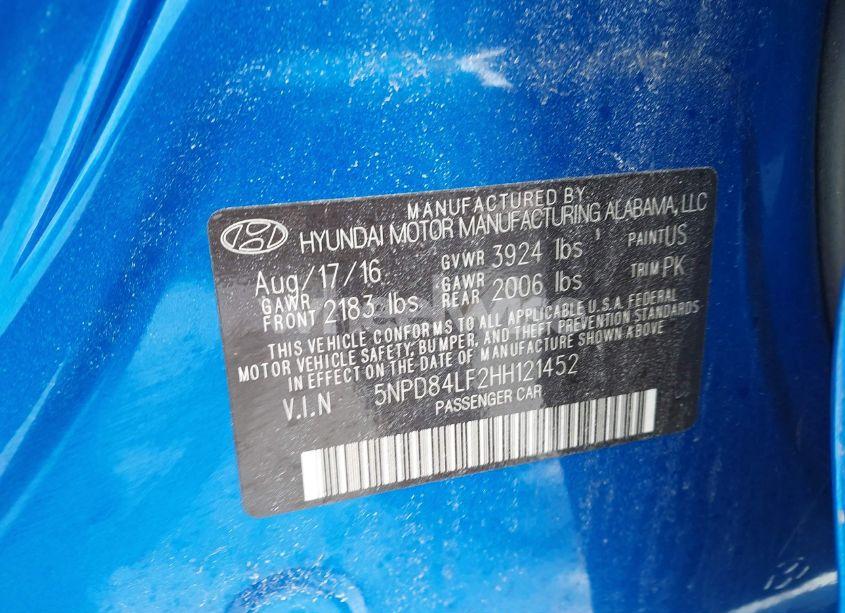 MANUFACTURED BY
HYUNDAI MOTOR MANUFACTURING ALABAMA, LLC
Aug/17/16 GVWR 3924 lbs PAINT US
GAWR FRONT 2183 lbs GAWR REAR 2006 lbs TRIM PK
THIS VEHICLE CONFORMS TO ALL APPLICABLE U.S.A. FEDERAL
MOTOR VEHICLE SAFETY, BUMPER, AND THEFT PREVENTION STANDARDS
IN EFFECT ON THE DATE OF MANUFACTURE SHOWN ABOVE
V.I.N 5NPD84LF2HH121452
PASSENGER CAR